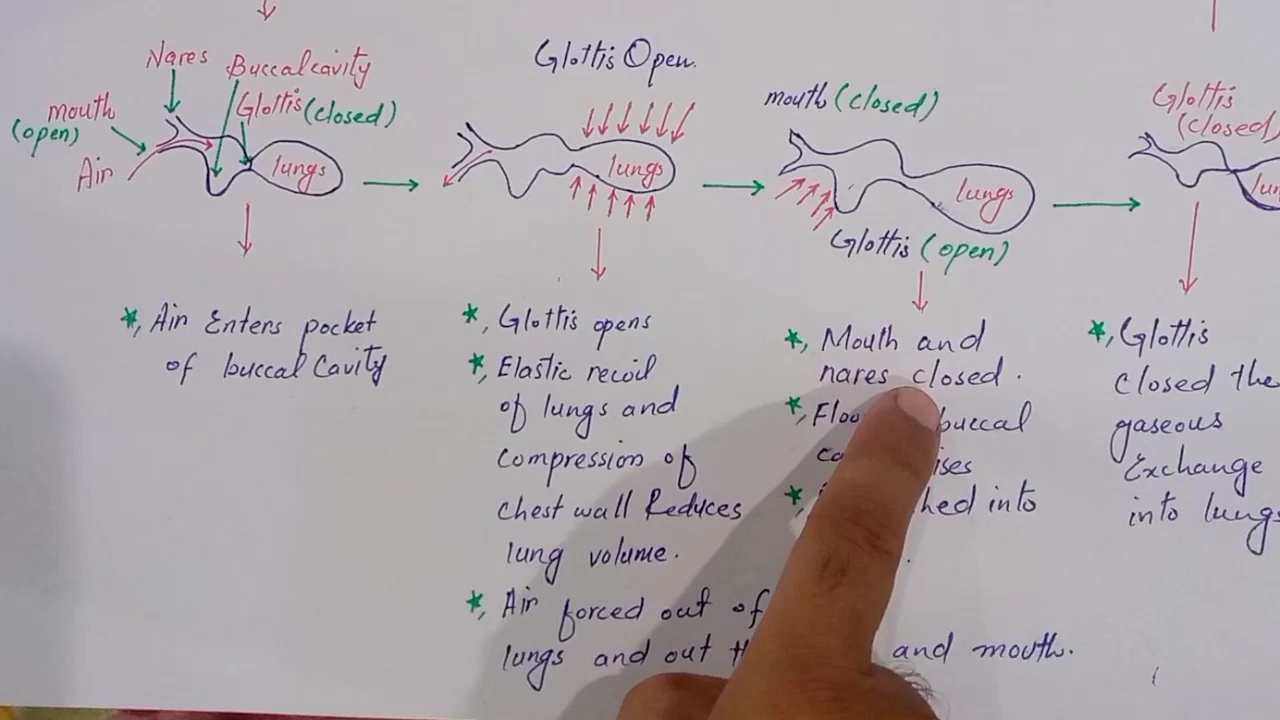 Nares
Buccal cavity
Glottis (closed)
mouth
(open)
Air
lungs
Glottis Open.
lungs
mouth (closed)
lungs
Glottis (open)
Glottis
(closed)
*, Air Enters pocket
of buccal Cavity
*, Glottis opens
*, Elastic recoil
of lungs and
compression of
chest wall Reduces
lung volume.
*, Air forced out of
lungs and out and mouth.
*, Mouth and
nares closed.
*, buccal
*, into
*, Glottis
closed the
gaseous
Exchange
into lungs